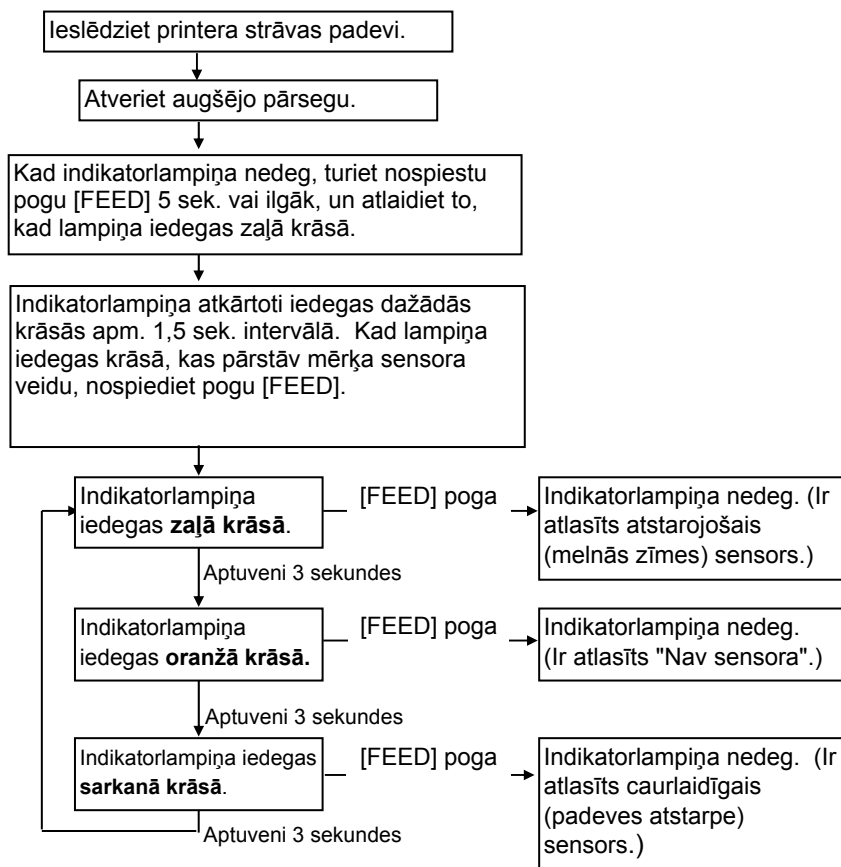 Ieslēdziet printera strāvas padevi.
Atveriet augšējo pārsegu.
Kad indikatorlampiņa nedeg, turiet nospiestu
pogu [FEED] 5 sek. vai ilgāk, un atlaidiet to,
kad lampiņa iedegas zaļā krāsā.
Indikatorlampiņa atkārtoti iedegas dažādās
krāsās apm. 1,5 sek. intervālā.  Kad lampiņa
iedegas krāsā, kas pārstāv mērķa sensora
veidu, nospiediet pogu [FEED].
Indikatorlampiņa
iedegas zaļā krāsā.
[FEED] poga
Indikatorlampiņa nedeg. (Ir
atlasīts atstarojošais
(melnās zīmes) sensors.)
Aptuveni 3 sekundes
Indikatorlampiņa
iedegas oranžā krāsā.
[FEED] poga
Indikatorlampiņa nedeg.
(Ir atlasīts "Nav sensora".)
Aptuveni 3 sekundes
Indikatorlampiņa iedegas
sarkanā krāsā.
[FEED] poga
Indikatorlampiņa nedeg.  (Ir
atlasīts caurlaidīgais
(padeves atstarpe)
sensors.)
Aptuveni 3 sekundes